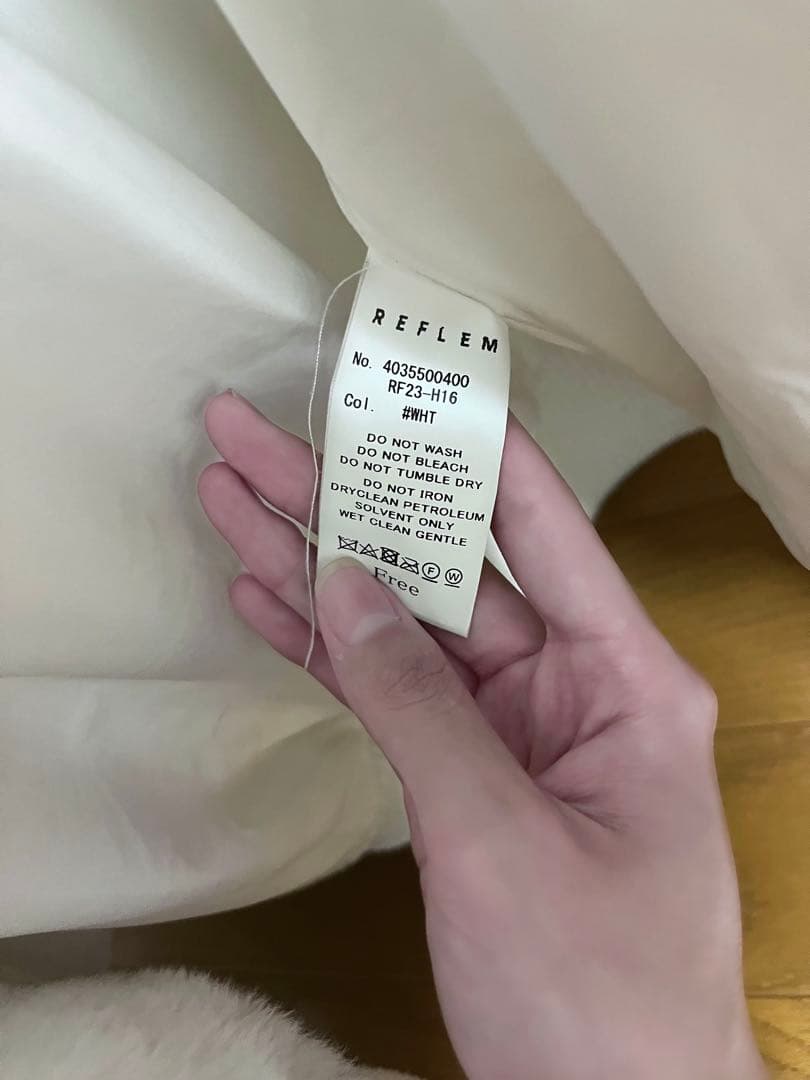 REFLEM
No. 4035500400
RF23-H16
Col. #WHT
DO NOT WASH
DO NOT BLEACH
DO NOT TUMBLE DRY
DO NOT IRON
DRYCLEAN PETROLEUM
SOLVENT ONLY
WET CLEAN GENTLE
F W
Free